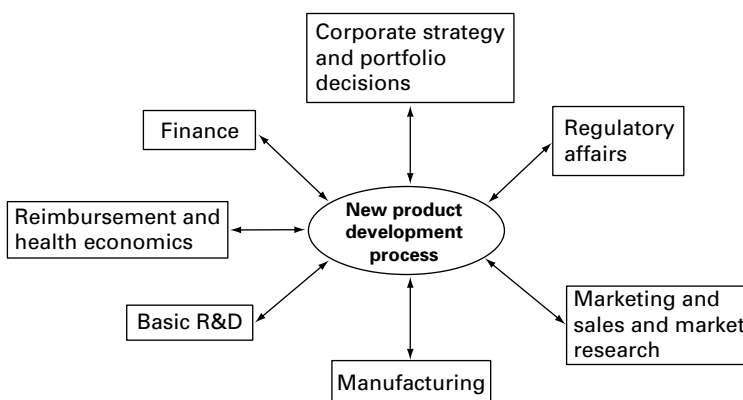 Corporate strategy
and portfolio
decisions
Finance
Regulatory
affairs
Reimbursement and
health economics
New product
development
process
Basic R&D
Marketing and
sales and market
research
Manufacturing